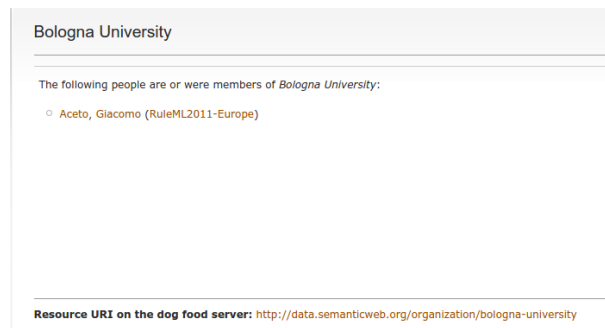 Bologna University
The following people are or were members of Bologna University:
Aceto, Giacomo (RuleML2011-Europe)
Resource URI on the dog food server: http://data.semanticweb.org/organization/bologna-university